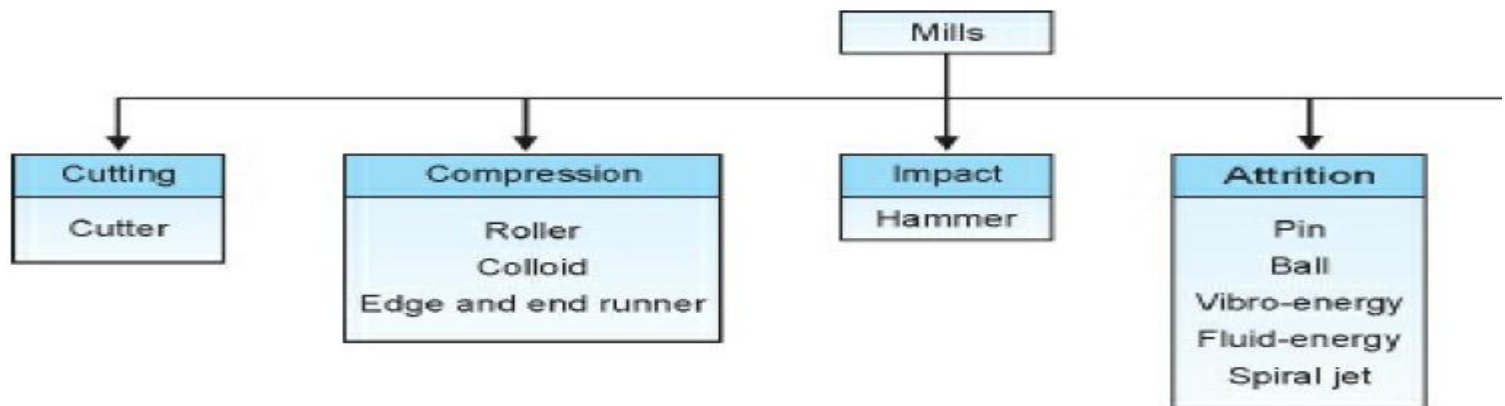 Mills
Cutting
Cutter
Compression
Roller
Colloid
Edge and end runner
Impact
Hammer
Attrition
Pin
Ball
Vibro-energy
Fluid-energy
Spiral jet